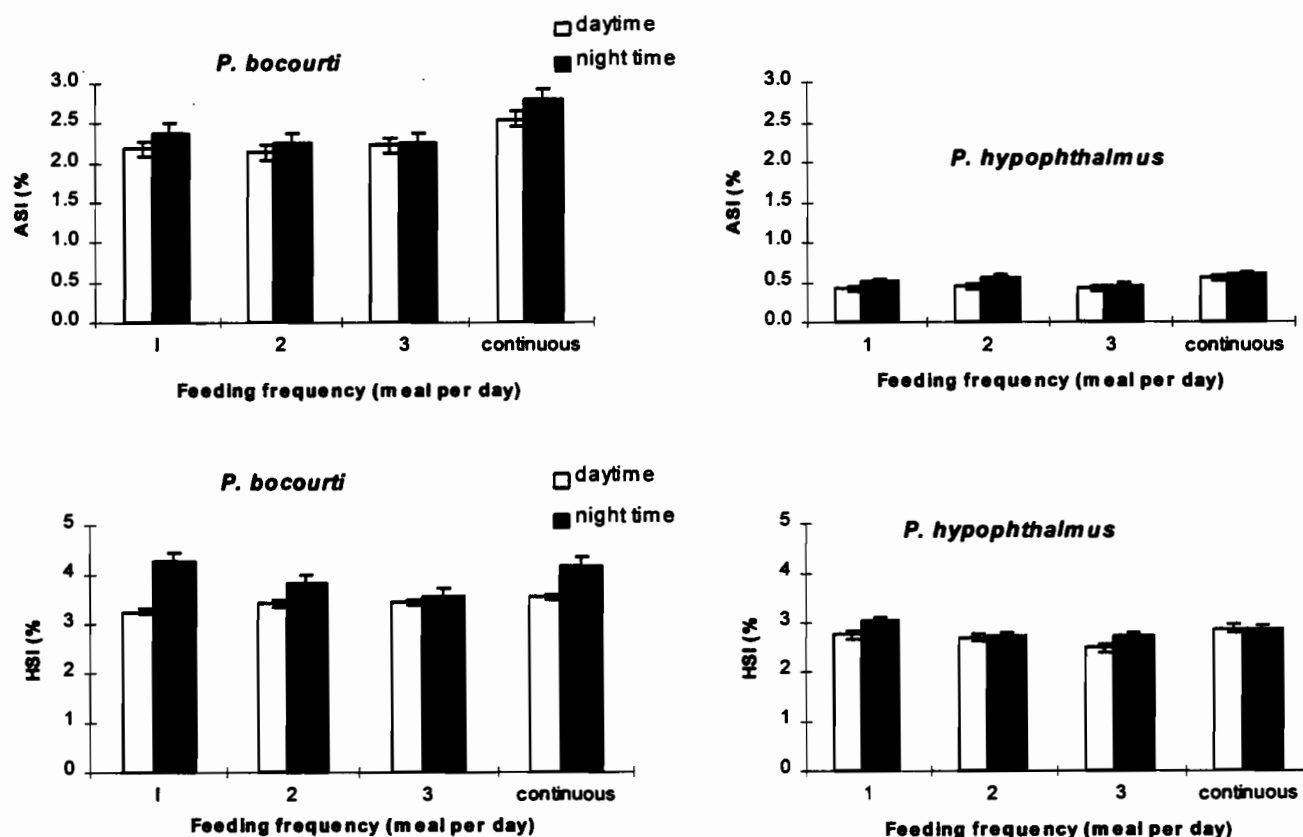 daytime
night time
P. bocourti
3.0
2.5
2.0
1.5
1.0
0.5
0.0
ASI (%
I 2 3 continuous
Feeding frequency (meal per day)
P. hypophthalmus
3.0
2.5
2.0
1.5
1.0
0.5
0.0
ASI (%
1 2 3 continuous
Feeding frequency (meal per day)
P. bocourti
daytime
night time
5
4
3
2
1
0
HSI (%
I 2 3 continuous
Feeding frequency (meal per day)
P. hypophthalmus
5
4
3
2
1
0
HSI (%
1 2 3 continuous
Feeding frequency (meal per day)